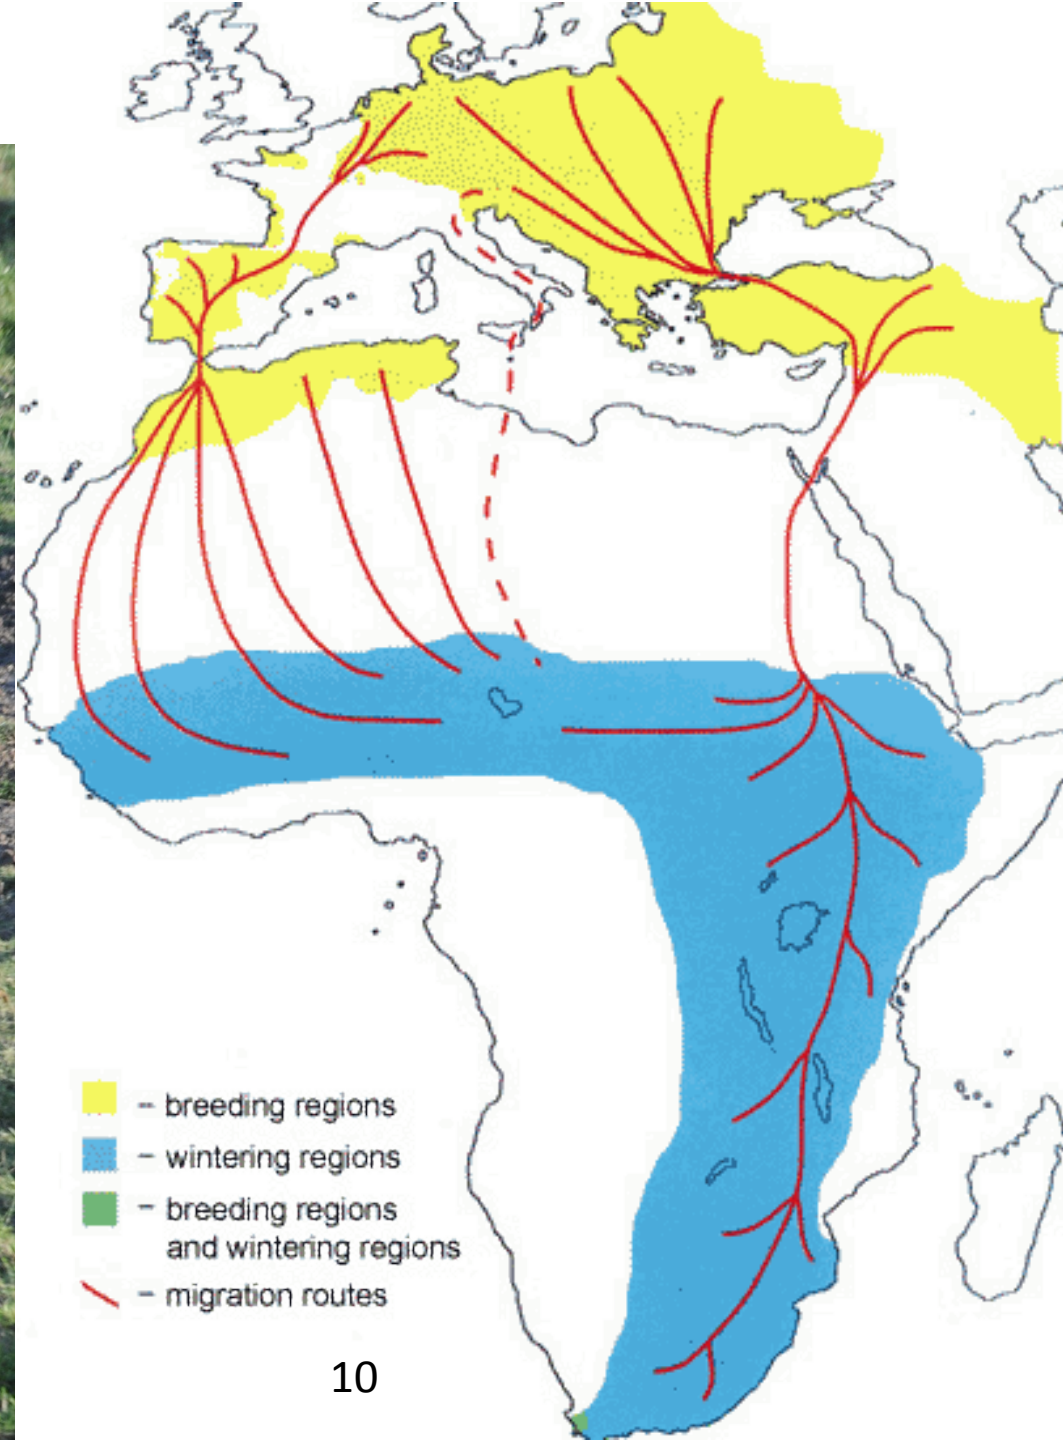 – breeding regions
– wintering regions
– breeding regions
and wintering regions
– migration routes
10